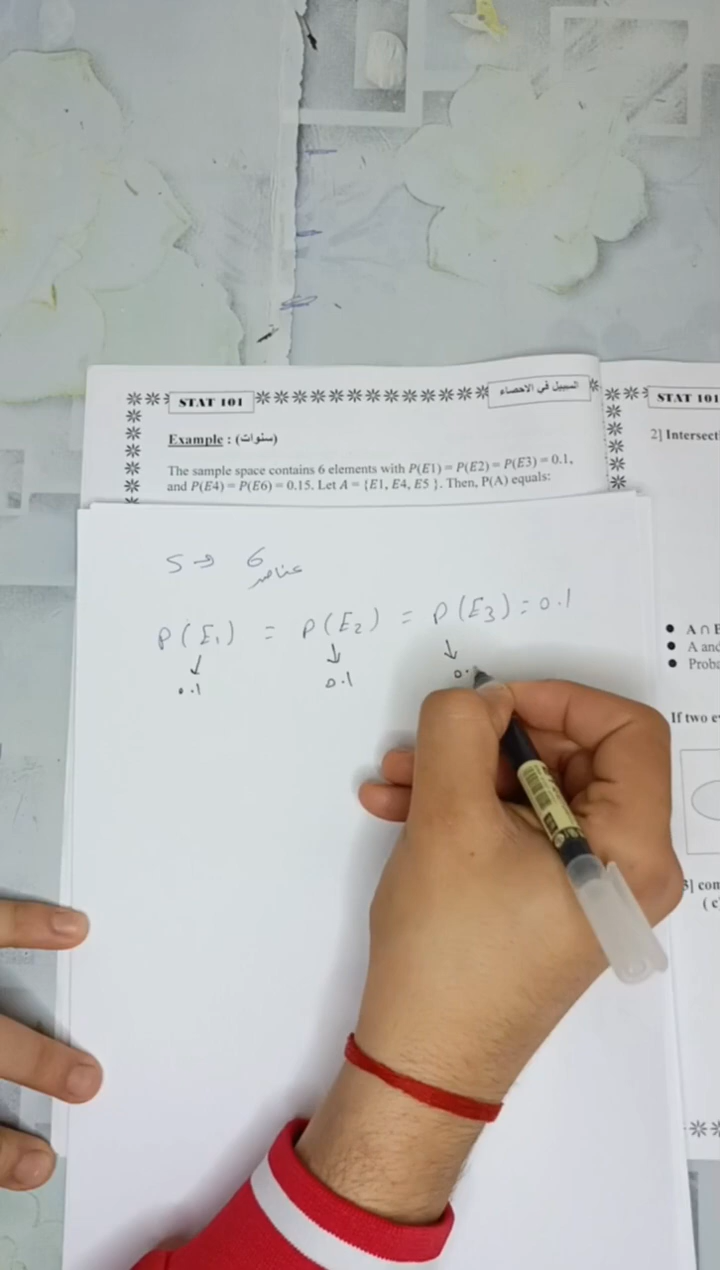 STAT 101
السبيل في الاحصاء
Example : (سنوات)
The sample space contains 6 elements with P(E1) = P(E2) = P(E3) = 0.1,
and P(E4) = P(E6) = 0.15. Let A = {E1, E4, E5 }. Then, P(A) equals:
S → 6
عناصر
P(E₁) = P(E₂) = P(E₃) = 0.1
↓ ↓ ↓
0.1 0.1 0.
STAT 101
2] Intersect
A ∩
A and
Proba
If two
3] con
(c